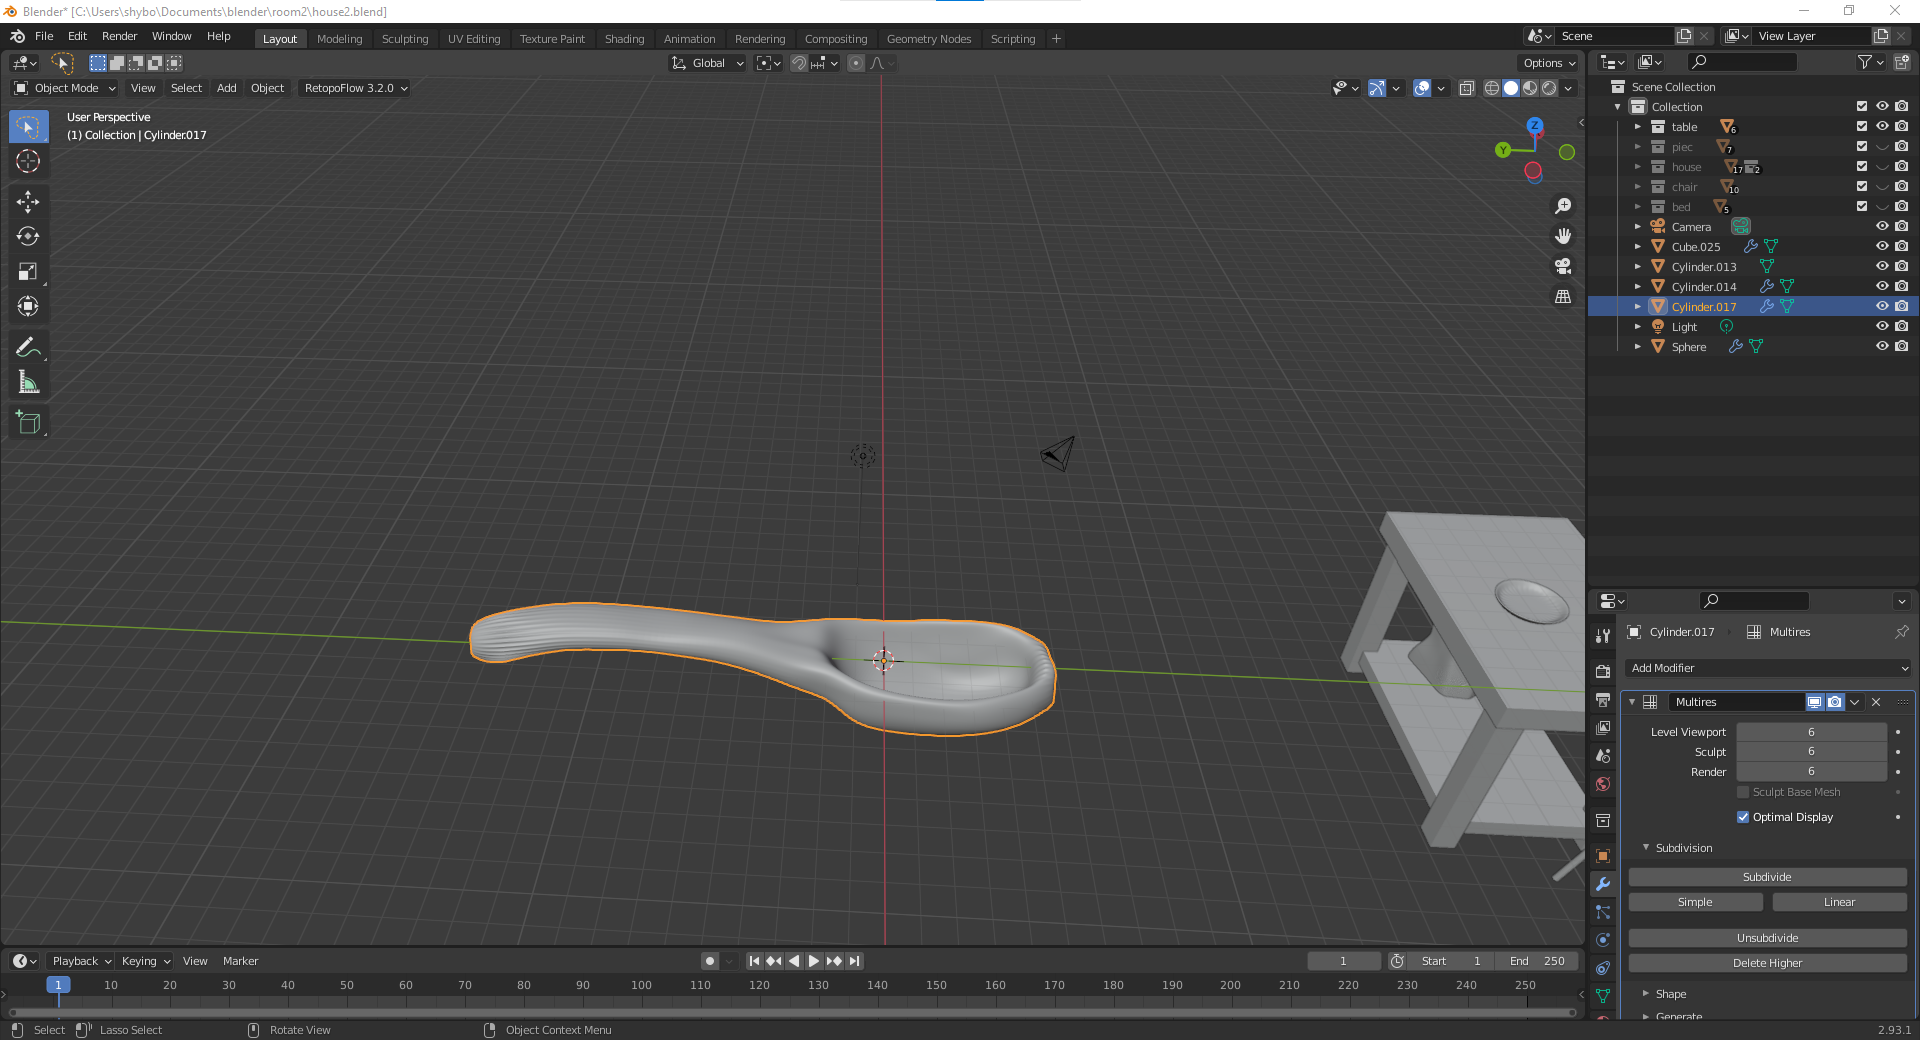 Blender* [C:\Users\shybo\Documents\blender\room2\house2.blend]
File Edit Render Window Help
Layout Modeling Sculpting UV Editing Texture Paint Shading Animation Rendering Compositing Geometry Nodes Scripting +
Scene
View Layer
Global
Options
Object Mode View Select Add Object RetopoFlow 3.2.0
User Perspective
(1) Collection | Cylinder.017
Z
Y
Scene Collection
Collection
table 6
piec 7
house 17 2
chair 10
bed 5
Camera
Cube.025
Cylinder.013
Cylinder.014
Cylinder.017
Light
Sphere
Cylinder.017 Multires
Add Modifier
Multires
Level Viewport 6
Sculpt 6
Render 6
Sculpt Base Mesh
Optimal Display
Subdivision
Subdivide
Simple Linear
Unsubdivide
Delete Higher
Shape
Generate
Playback Keying View Marker
1 Start 1 End 250
1 10 20 30 40 50 60 70 80 90 100 110 120 130 140 150 160 170 180 190 200 210 220 230 240 250
Select Lasso Select Rotate View Object Context Menu
2.93.1